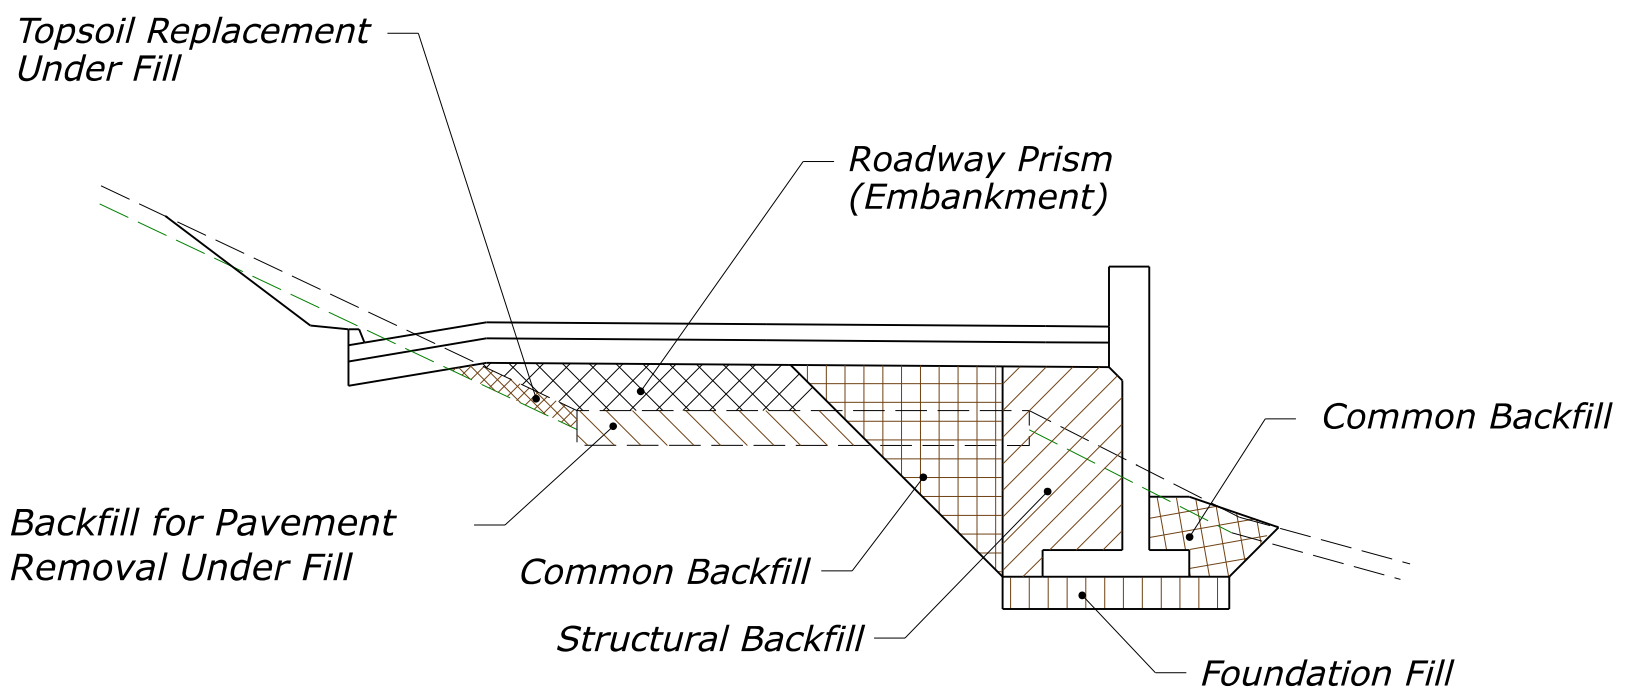 Topsoil Replacement
Under Fill
Roadway Prism
(Embankment)
Common Backfill
Backfill for Pavement
Removal Under Fill
Common Backfill
Structural Backfill
Foundation Fill